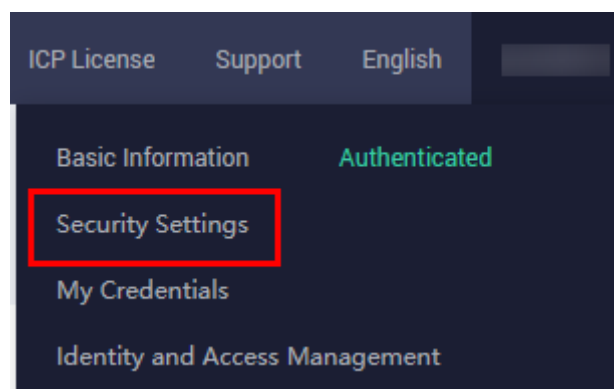 ICP License Support English
Basic Information Authenticated
Security Settings
My Credentials
Identity and Access Management